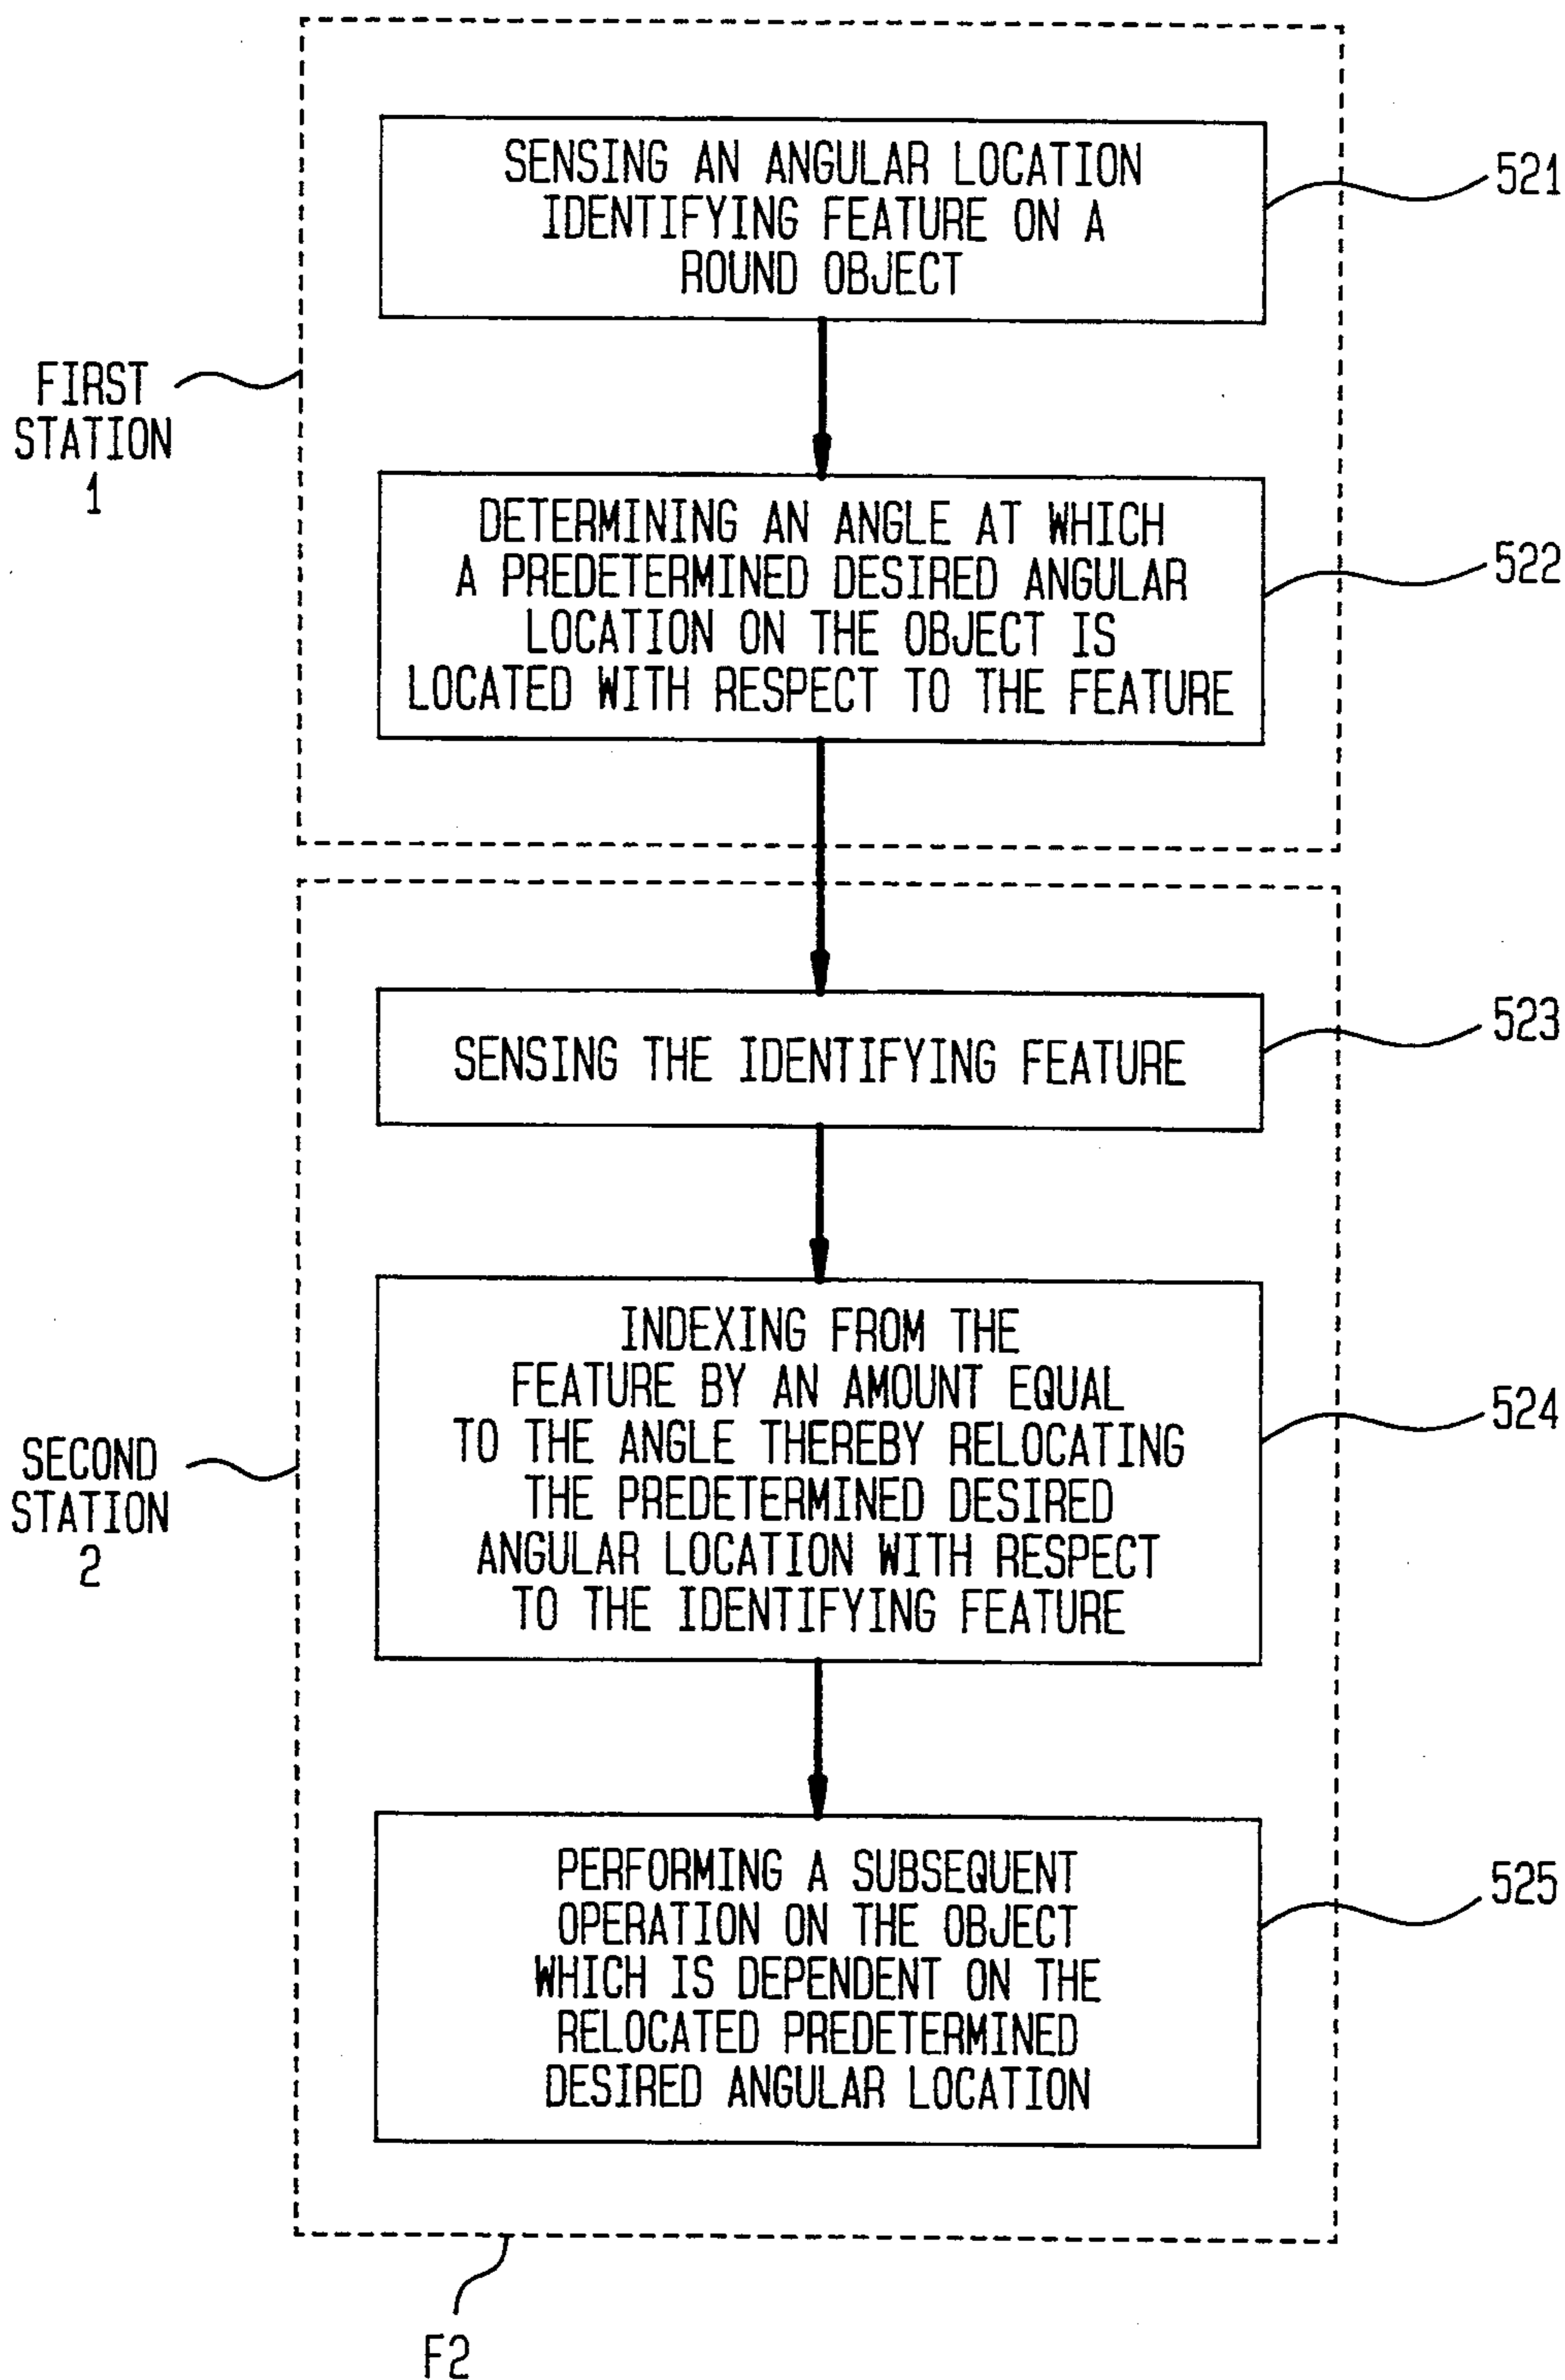 SENSING AN ANGULAR LOCATION
IDENTIFYING FEATURE ON A
ROUND OBJECT
521
FIRST
STATION
1
DETERMINING AN ANGLE AT WHICH
A PREDETERMINED DESIRED ANGULAR
LOCATION ON THE OBJECT IS
LOCATED WITH RESPECT TO THE FEATURE
522
SENSING THE IDENTIFYING FEATURE
523
INDEXING FROM THE
FEATURE BY AN AMOUNT EQUAL
TO THE ANGLE THEREBY RELOCATING
THE PREDETERMINED DESIRED
ANGULAR LOCATION WITH RESPECT
TO THE IDENTIFYING FEATURE
524
SECOND
STATION
2
PERFORMING A SUBSEQUENT
OPERATION ON THE OBJECT
WHICH IS DEPENDENT ON THE
RELOCATED PREDETERMINED
DESIRED ANGULAR LOCATION
525
F2